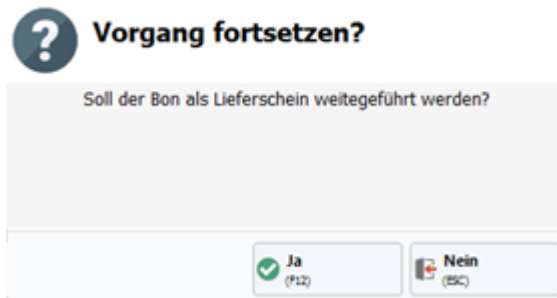 Vorgang fortsetzen?
Soll der Bon als Lieferschein weitegeführt werden?
Ja
(F12)
Nein
(ESC)